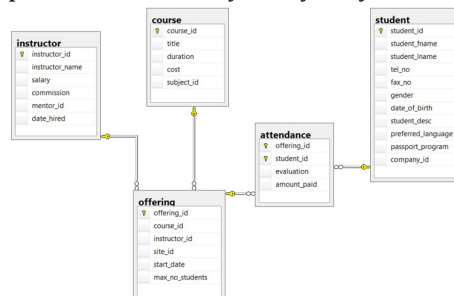 course
course_id
title
duration
cost
subject_id
instructor
instructor_id
instructor_name
salary
commission
mentor_id
date_hired
student
student_id
student_fname
student_lname
tel_no
fax_no
gender
date_of_birth
student_desc
preferred_language
passport_program
company_id
attendance
offering_id
student_id
evaluation
amount_paid
offering
offering_id
course_id
instructor_id
site_id
start_date
max_no_students